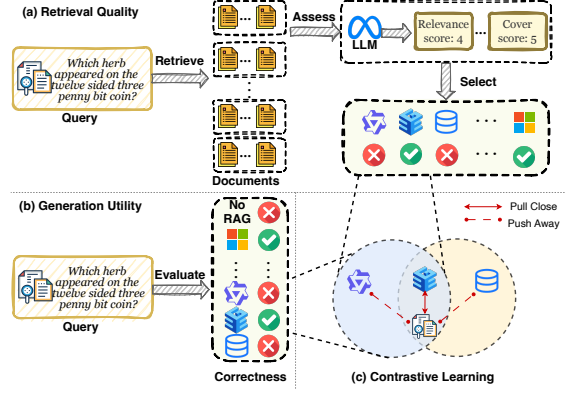 (a) Retrieval Quality
Which herb
appeared on the
twelve sided three
penny bit coin?
Query
Retrieve
...
...
...
...
Documents
Assess
LLM
Relevance
score: 4
...
Cover
score: 5
Select
...
...
(b) Generation Utility
Which herb
appeared on the
twelve sided three
penny bit coin?
Query
Evaluate
No
RAG
Correctness
Pull Close
Push Away
(c) Contrastive Learning